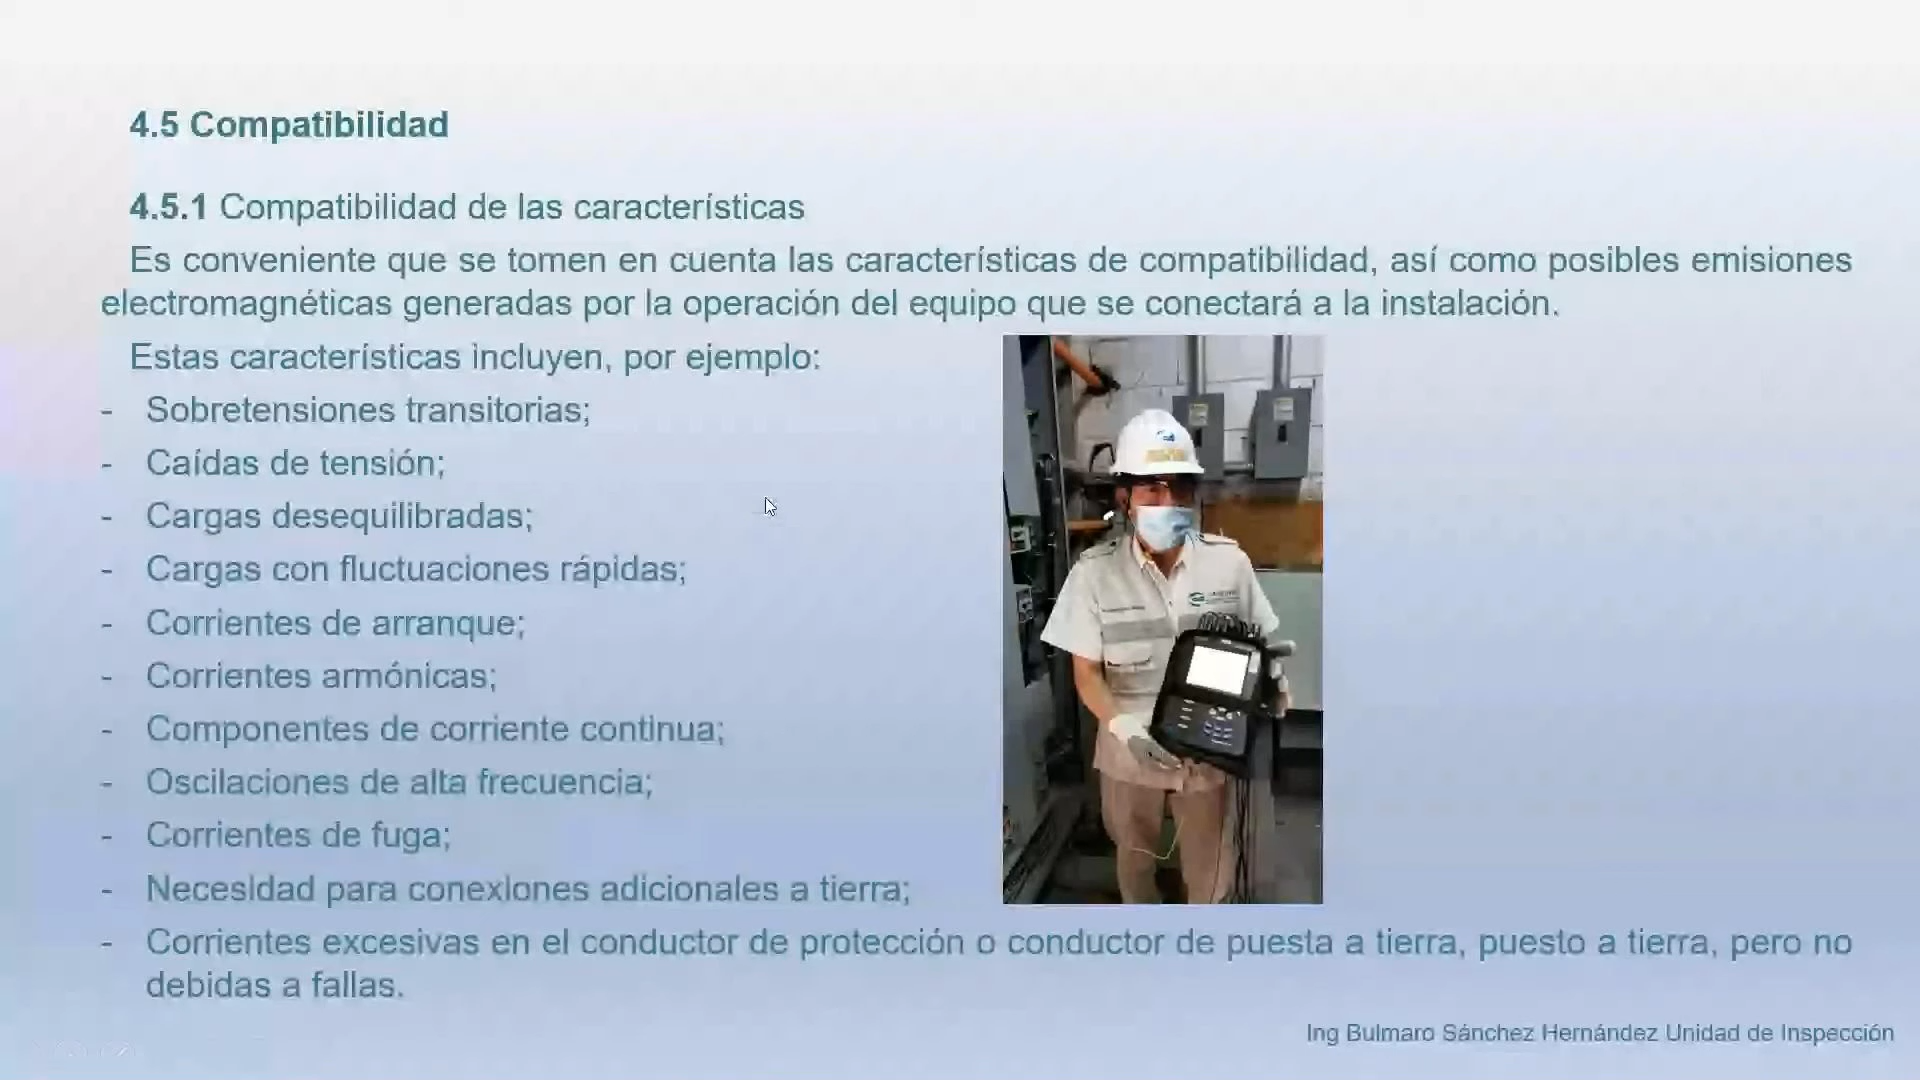 4.5 Compatibilidad
4.5.1 Compatibilidad de las características
Es conveniente que se tomen en cuenta las características de compatibilidad, así como posibles emisiones
electromagnéticas generadas por la operación del equipo que se conectará a la instalación.
Estas características incluyen, por ejemplo:
- Sobretensiones transitorias;
- Caídas de tensión;
- Cargas desequilibradas;
- Cargas con fluctuaciones rápidas;
- Corrientes de arranque;
- Corrientes armónicas;
- Componentes de corriente continua;
- Oscilaciones de alta frecuencia;
- Corrientes de fuga;
- Necesidad para conexiones adicionales a tierra;
- Corrientes excesivas en el conductor de protección o conductor de puesta a tierra, puesto a tierra, pero no
debidas a fallas.
Ing Bulmaro Sánchez Hernández Unidad de Inspección